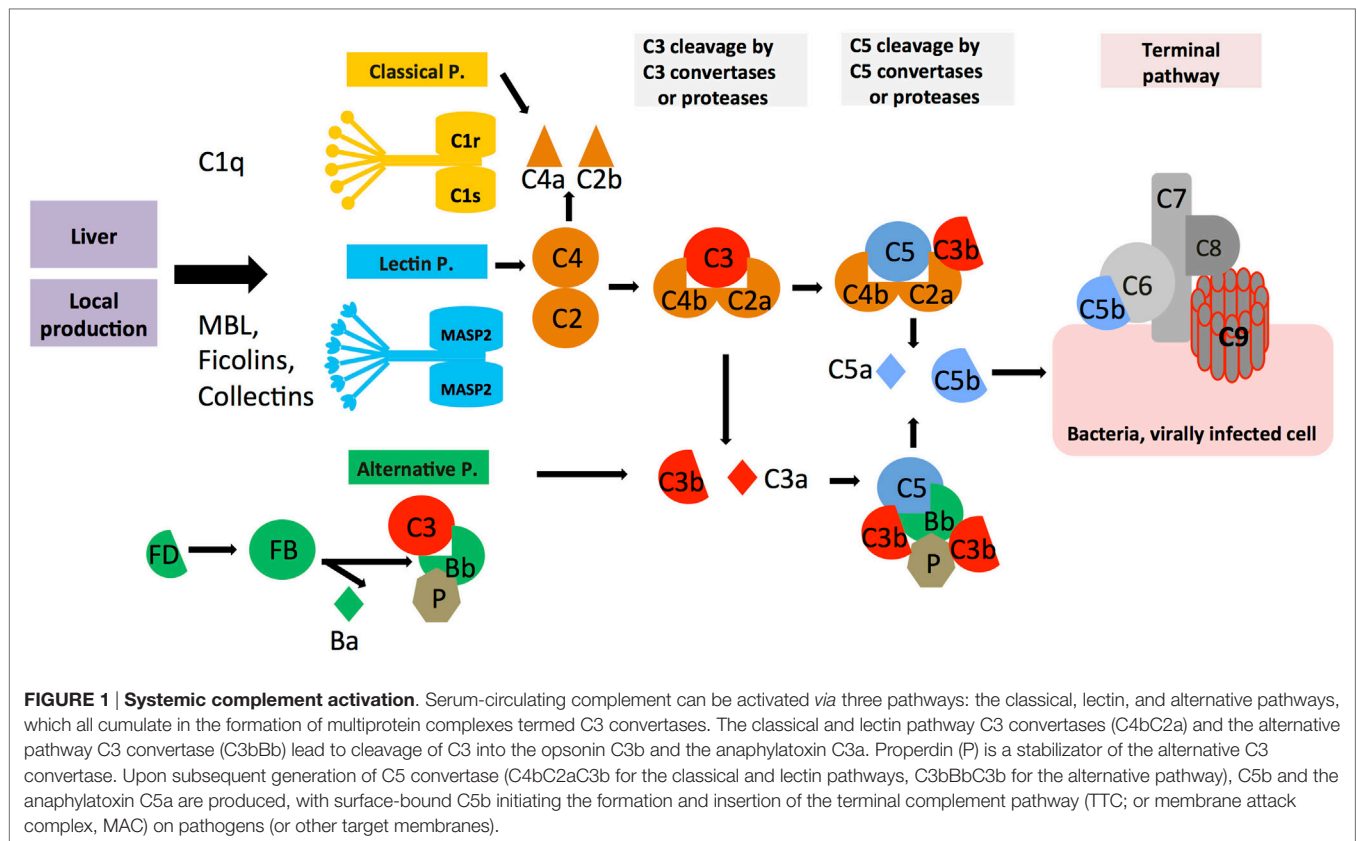 C3 cleavage by
C3 convertases
or proteases
C5 cleavage by
C5 convertases
or proteases
Terminal
pathway
Classical P.
C1q
C1r
C1s
C4a
C2b
Liver
Local
production
Lectin P.
MBL,
Ficolins,
Collectins
MASP2
MASP2
C4
C2
C3
C4b
C2a
C5
C3b
C4b
C2a
C5a
C5b
C7
C8
C6
C5b
C9
Bacteria, virally infected cell
Alternative P.
C3b
C3a
C5
Bb
C3b
C3b
P
FD
FB
Ba
C3
Bb
P
FIGURE 1 | Systemic complement activation. Serum-circulating complement can be activated via three pathways: the classical, lectin, and alternative pathways,
which all cumulate in the formation of multiprotein complexes termed C3 convertases. The classical and lectin pathway C3 convertases (C4bC2a) and the alternative
pathway C3 convertase (C3bBb) lead to cleavage of C3 into the opsonin C3b and the anaphylatoxin C3a. Properdin (P) is a stabilizator of the alternative C3
convertase. Upon subsequent generation of C5 convertase (C4bC2aC3b for the classical and lectin pathways, C3bBbC3b for the alternative pathway), C5b and the
anaphylatoxin C5a are produced, with surface-bound C5b initiating the formation and insertion of the terminal complement pathway (TTC; or membrane attack
complex, MAC) on pathogens (or other target membranes).